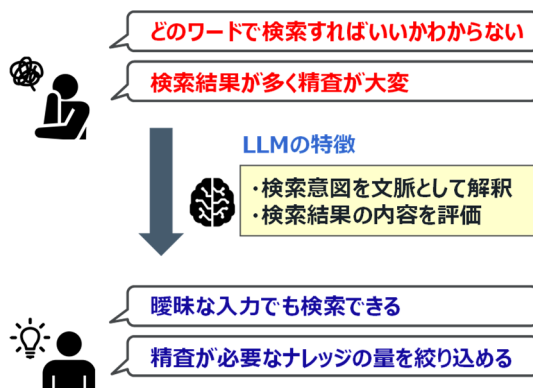 どのワードで検索すればいいかわからない
検索結果が多く精査が大変
LLMの特徴
・検索意図を文脈として解釈
・検索結果の内容を評価
曖昧な入力でも検索できる
精査が必要なナレッジの量を絞り込める